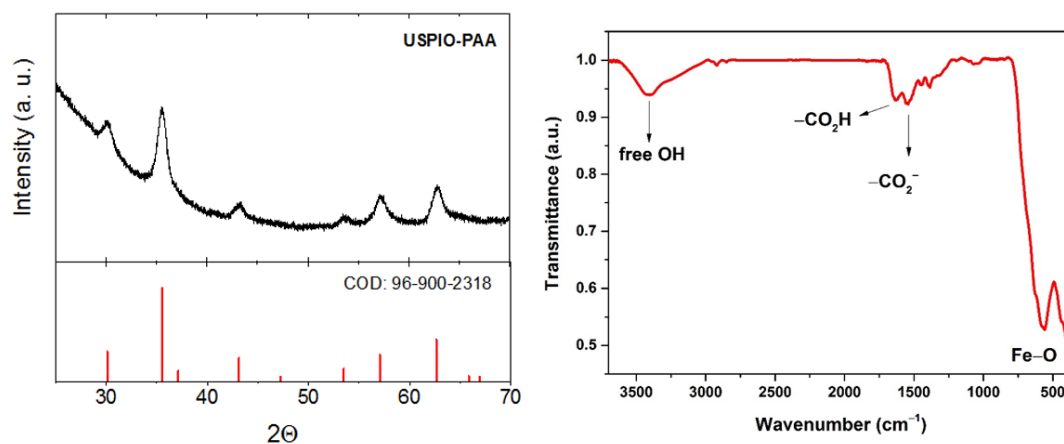 USPIO-PAA
Intensity (a. u.)
COD: 96-900-2318
30 40 50 60 70
2Θ
1.0
0.9
0.8
0.7
0.6
0.5
Transmittance (a.u.)
free OH
–CO₂H
–CO₂⁻
Fe–O
3500 3000 2500 2000 1500 1000 500
Wavenumber (cm⁻¹)